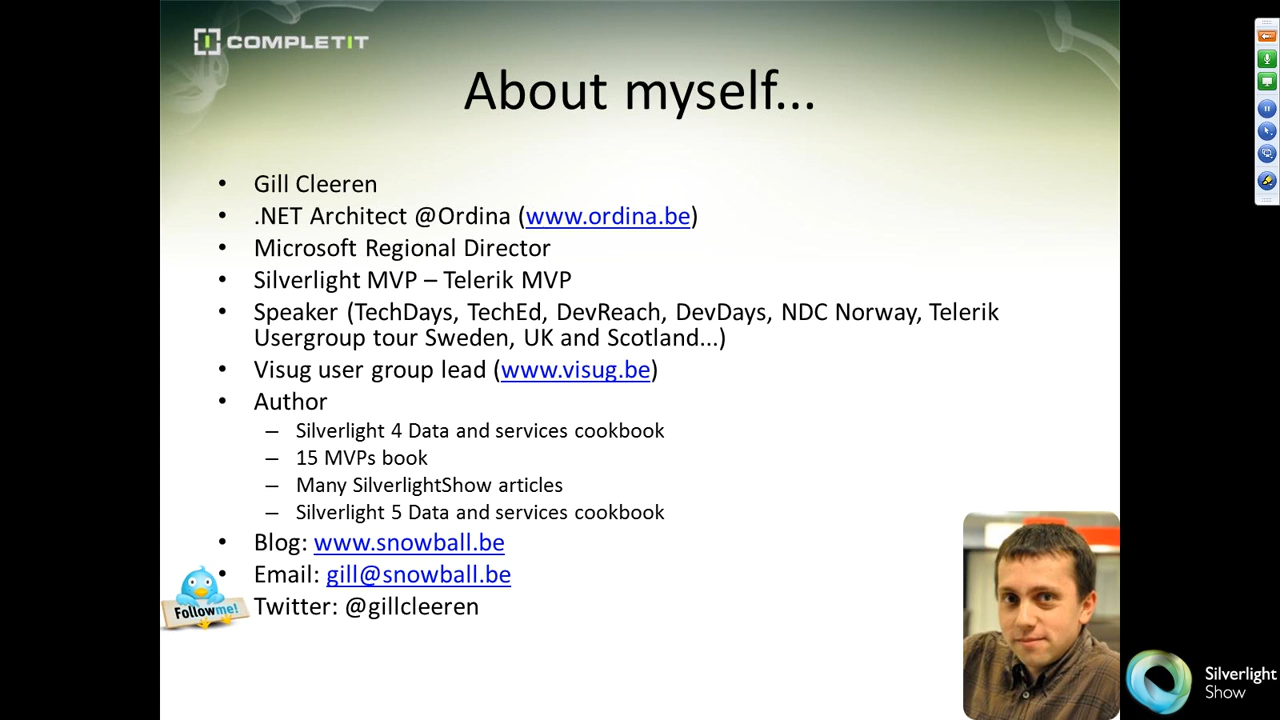 COMPLETIT
About myself...
• Gill Cleeren
• .NET Architect @Ordina (www.ordina.be)
• Microsoft Regional Director
• Silverlight MVP – Telerik MVP
• Speaker (TechDays, TechEd, DevReach, DevDays, NDC Norway, Telerik
Usergroup tour Sweden, UK and Scotland...)
• Visug user group lead (www.visug.be)
• Author
– Silverlight 4 Data and services cookbook
– 15 MVPs book
– Many SilverlightShow articles
– Silverlight 5 Data and services cookbook
• Blog: www.snowball.be
• Email: gill@snowball.be
Twitter: @gillcleeren
Follow me!
Silverlight
Show